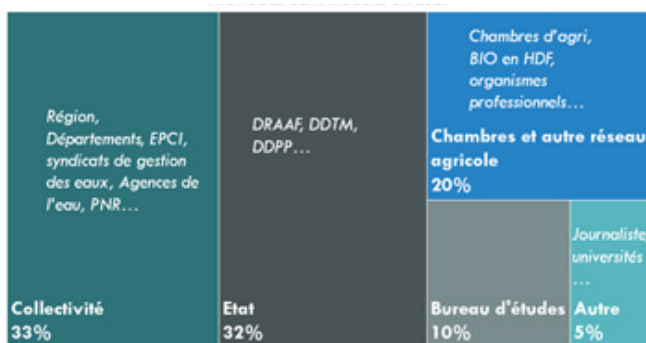 Région,
Départements, EPCI,
syndicats de gestion
des eaux, Agences de
l'eau, PNR...
Collectivité
33%
DRAAF, DDTM,
DDPP...
Etat
32%
Chambres d'agri,
BIO en HDF,
organismes
professionnels...
Chambres et autre réseau
agricole
20%
Bureau d'études
10%
Journaliste,
universités
...
Autre
5%